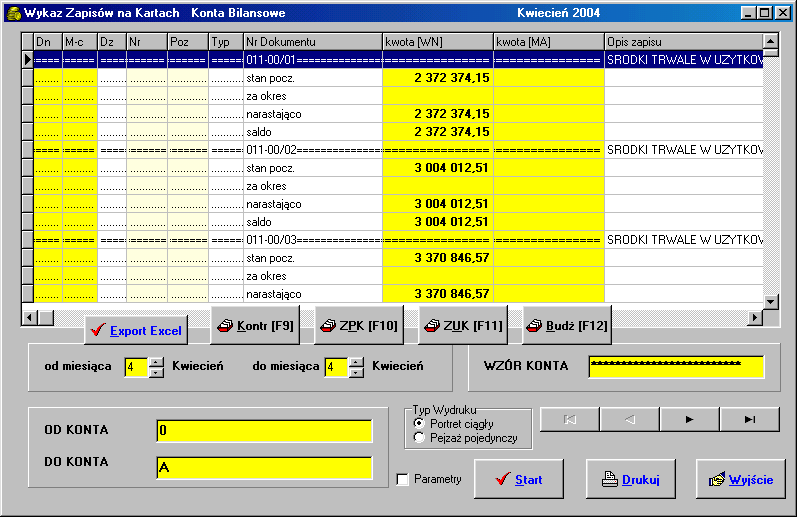 Wykaz Zapisów na Kartach Konta Bilansowe Kwiecień 2004
Dn M-c Dz Nr Poz Typ Nr Dokumentu kwota [WN] kwota [MA] Opis zapisu
011-00/01 SRODKI TRWALE W UZYTKOV
stan pocz. 2 372 374,15
za okres
narastająco 2 372 374,15
saldo 2 372 374,15
011-00/02 SRODKI TRWALE W UZYTKOV
stan pocz. 3 004 012,51
za okres
narastająco 3 004 012,51
saldo 3 004 012,51
011-00/03 SRODKI TRWALE W UZYTKOV
stan pocz. 3 370 846,57
za okres
narastająco 3 370 846,57
Export Excel Kontr [F9] ZPK [F10] ZUK [F11] Budż [F12]
od miesiąca 4 Kwiecień do miesiąca 4 Kwiecień WZÓR KONTA *************************
OD KONTA 0
DO KONTA A
Typ Wydruku
Portret ciągły
Pejzaż pojedynczy
Parametry Start Drukuj Wyjście